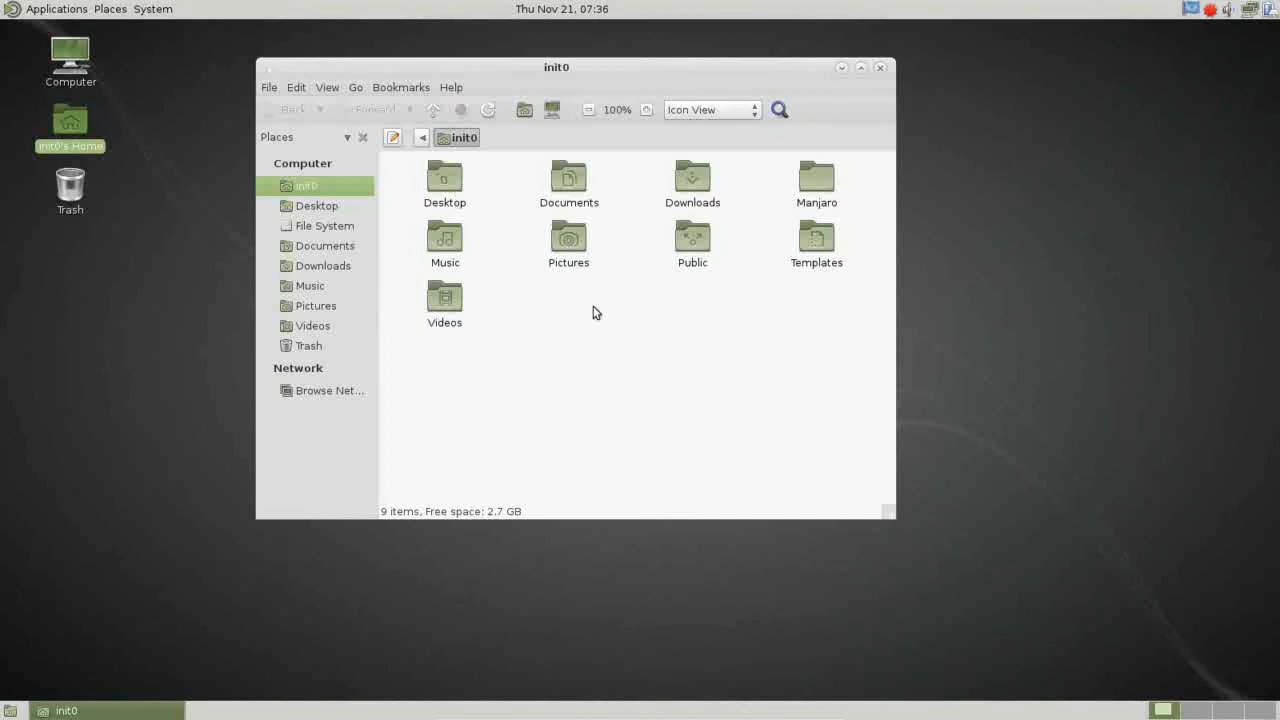 Applications Places System
Thu Nov 21, 07:36
Computer
init0's Home
Trash
init0
File Edit View Go Bookmarks Help
Back Forward 100% Icon View
Places init0
Computer
init0
Desktop
File System
Documents
Downloads
Music
Pictures
Videos
Trash
Network
Browse Net...
Desktop Documents Downloads Manjaro
Music Pictures Public Templates
Videos
9 items, Free space: 2.7 GB
init0